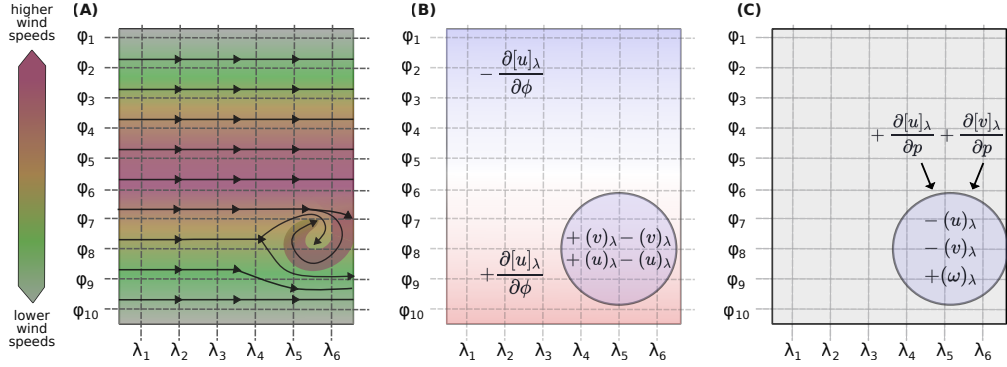 higher
wind
speeds
lower
wind
speeds
(A)
φ1
φ2
φ3
φ4
φ5
φ6
φ7
φ8
φ9
φ10
λ1 λ2 λ3 λ4 λ5 λ6
(B)
φ1
φ2
φ3
φ4
φ5
φ6
φ7
φ8
φ9
φ10
− ∂[u]λ
∂ϕ
+ (v)λ − (v)λ
+ (u)λ − (u)λ
+ ∂[u]λ
∂ϕ
λ1 λ2 λ3 λ4 λ5 λ6
(C)
φ1
φ2
φ3
φ4
φ5
φ6
φ7
φ8
φ9
φ10
+ ∂[u]λ + ∂[v]λ
∂p ∂p
− (u)λ
− (v)λ
+(ω)λ
λ1 λ2 λ3 λ4 λ5 λ6